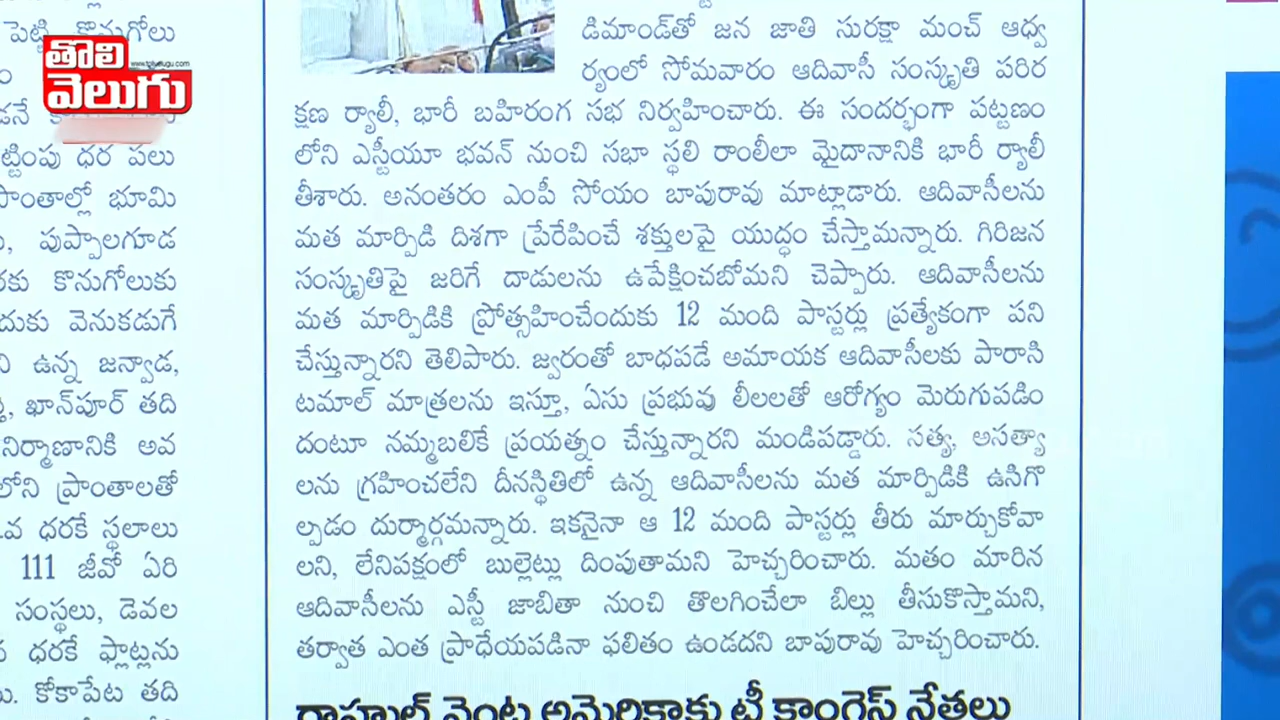 తొలి
వెలుగు
www.tolivelugu.com
పెట్టి కొనుగోలు
ట్టింపు ధర పలు
భూమి
పుప్పాలగూడ
కొనుగోలుకు
వెనుకడుగే
ఉన్న జన్వాడ,
ఖాన్‌పూర్ తది
నిర్మాణానికి అవ
లోని ప్రాంతాలతో
ధరకే స్థలాలు
111 జీవో ఏరి
సంస్థలు, డెవల
ధరకే ఫ్లాట్లను
కోకాపేట తది
డిమాండ్‌తో జన జాతి సురక్షా మంచ్ ఆధ్వ
ర్యంలో సోమవారం ఆదివాసీ సంస్కృతి పరిర
క్షణ ర్యాలీ, భారీ బహిరంగ సభ నిర్వహించారు. ఈ సందర్భంగా పట్టణం
లోని ఎస్టీయూ భవన్ నుంచి సభా స్థలి రాంలీలా మైదానానికి భారీ ర్యాలీ
తీశారు. అనంతరం ఎంపీ సోయం బాపురావు మాట్లాడారు. ఆదివాసీలను
మత మార్పిడి దిశగా ప్రేరేపించే శక్తులపై యుద్ధం చేస్తామన్నారు. గిరిజన
సంస్కృతిపై జరిగే దాడులను ఉపేక్షించబోమని చెప్పారు. ఆదివాసీలను
మత మార్పిడికి ప్రోత్సహించేందుకు 12 మంది పాస్టర్లు ప్రత్యేకంగా పని
చేస్తున్నారని తెలిపారు. జ్వరంతో బాధపడే అమాయక ఆదివాసీలకు పారాసి
టమాల్ మాత్రలను ఇస్తూ, ఏసు ప్రభువు లీలలతో ఆరోగ్యం మెరుగుపడిం
దంటూ నమ్మబలికే ప్రయత్నం చేస్తున్నారని మండిపడ్డారు. సత్య, అసత్యా
లను గ్రహించలేని దీనస్థితిలో ఉన్న ఆదివాసీలను మత మార్పిడికి ఉసిగొ
ల్పడం దుర్మార్గమన్నారు. ఇకనైనా ఆ 12 మంది పాస్టర్లు తీరు మార్చుకోవా
లని, లేనిపక్షంలో బుల్లెట్లు దింపుతామని హెచ్చరించారు. మతం మారిన
ఆదివాసీలను ఎస్టీ జాబితా నుంచి తొలగించేలా బిల్లు తీసుకొస్తామని,
తర్వాత ఎంత ప్రాధేయపడినా ఫలితం ఉండదని బాపురావు హెచ్చరించారు.
రాహుల్ వెంట అమెరికాకు టీ కాంగ్రెస్ నేతలు